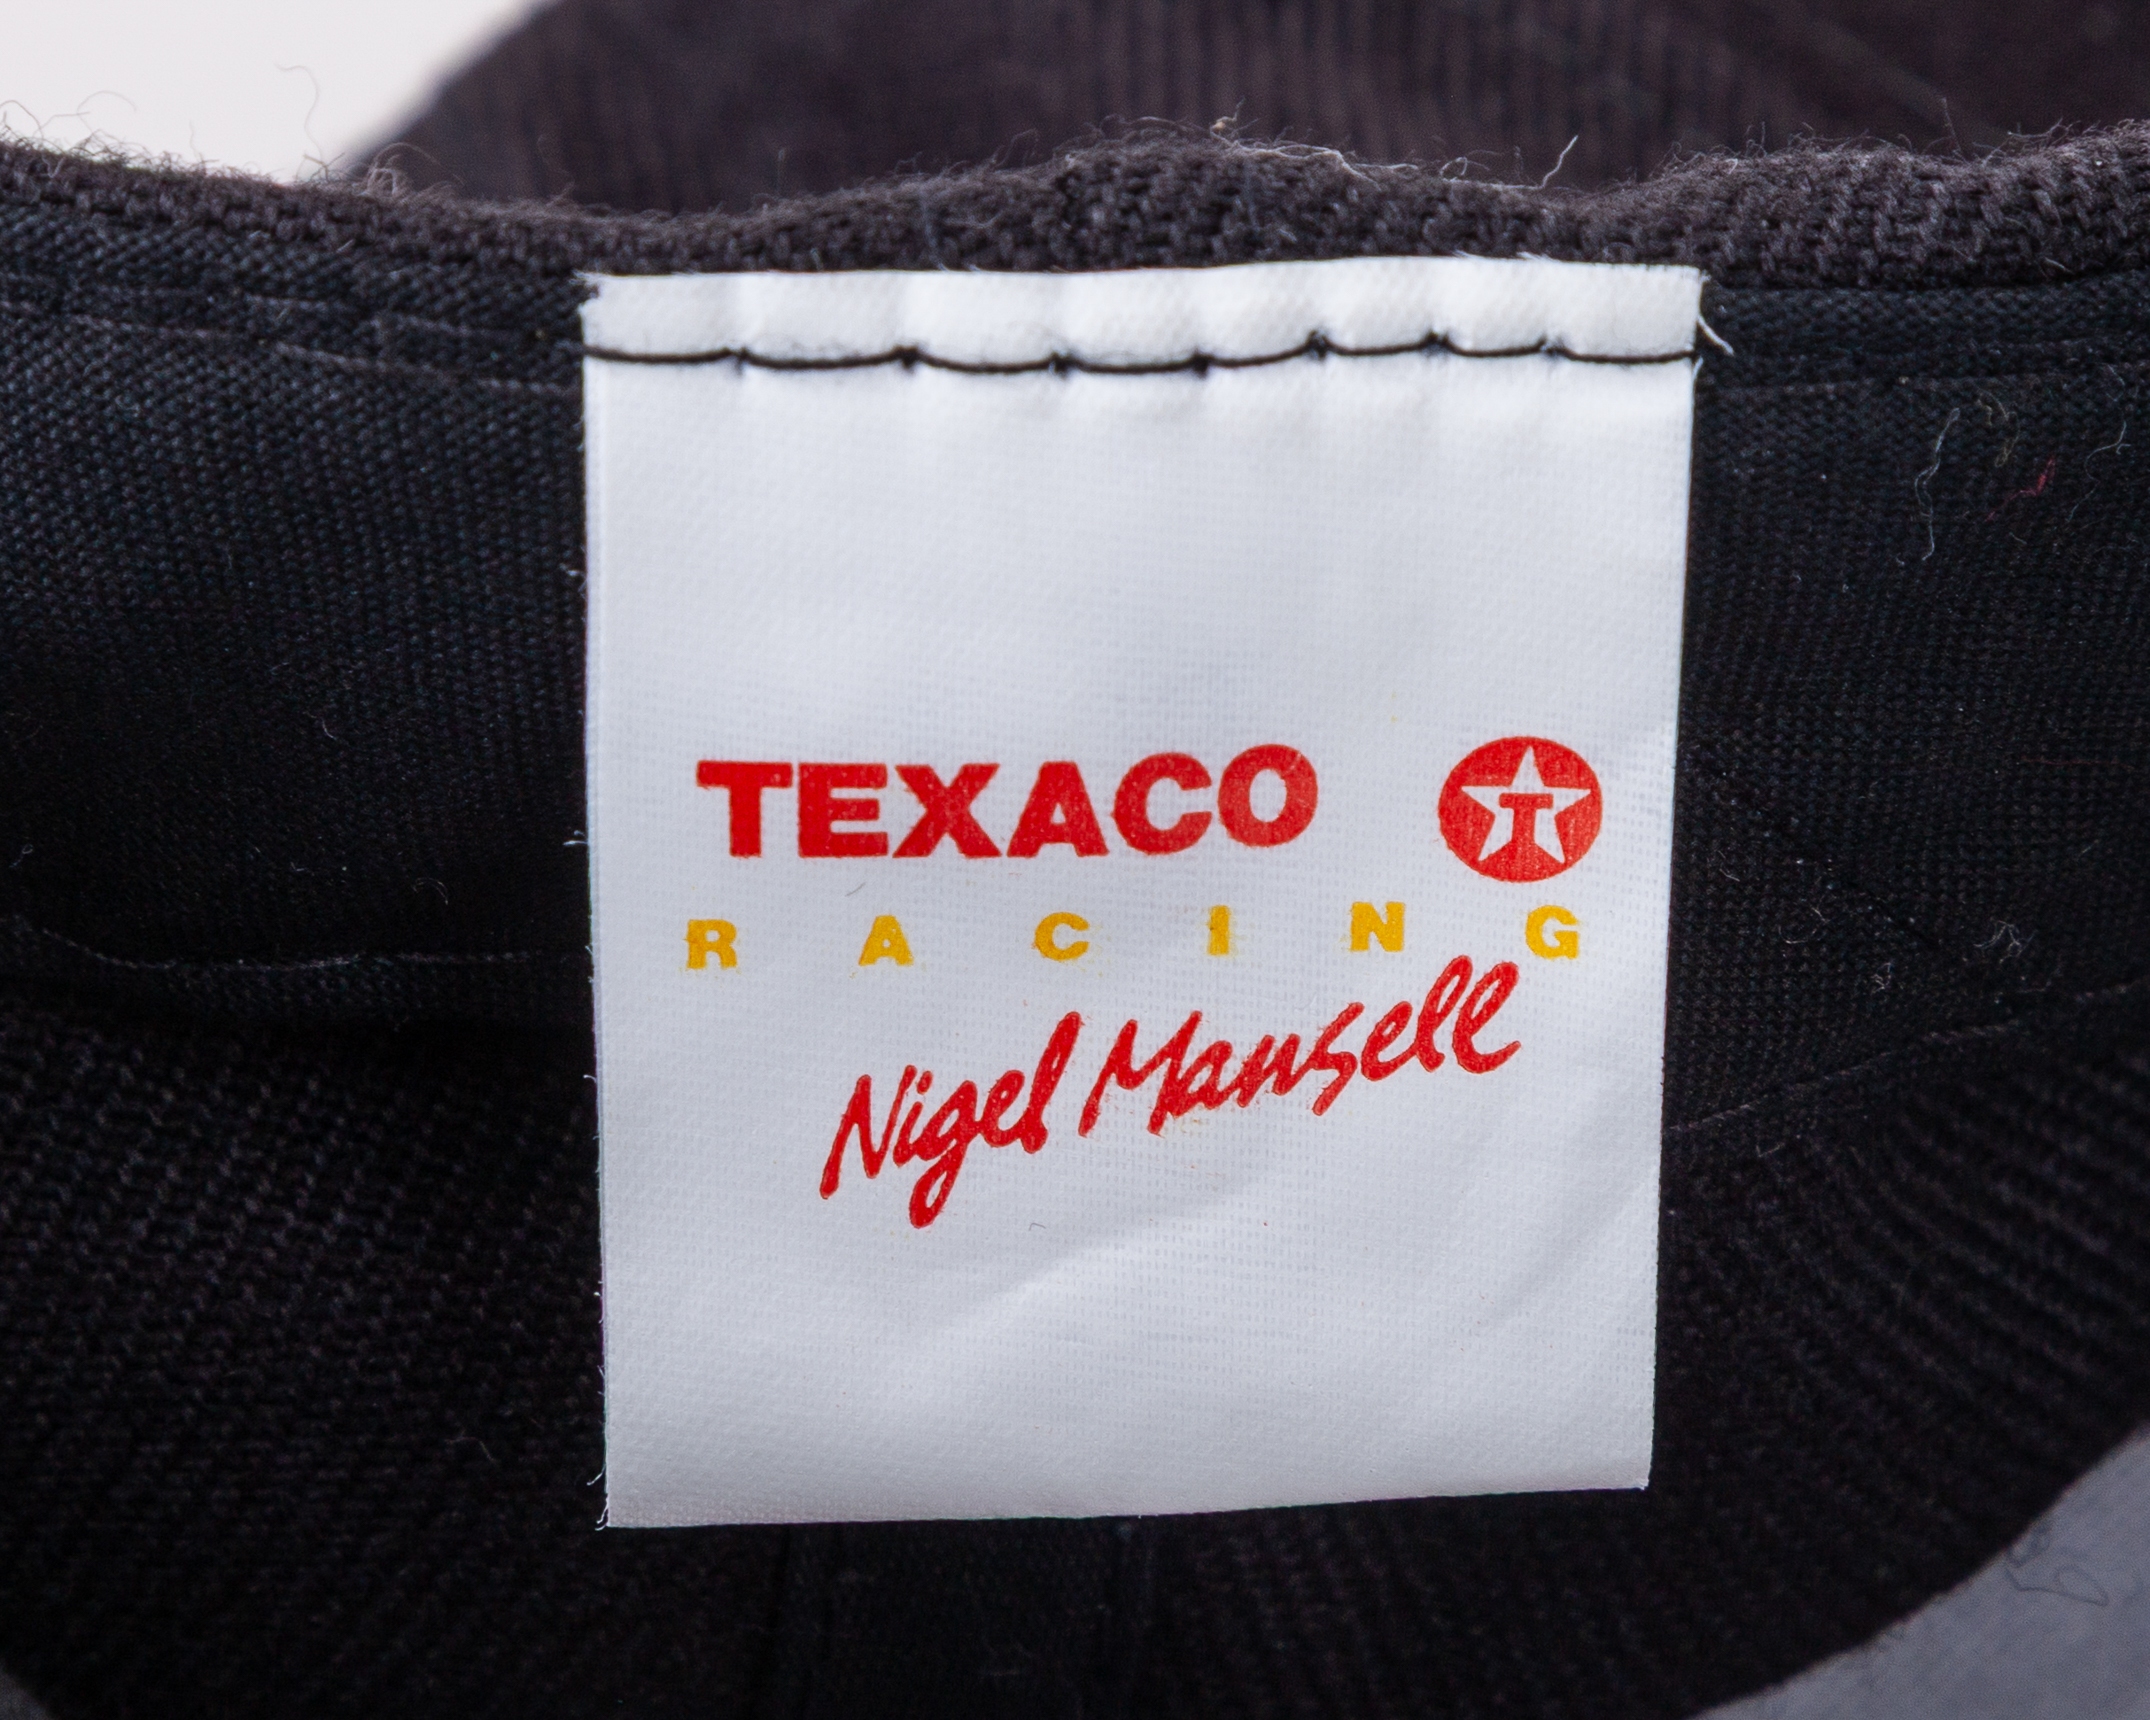 TEXACO T
RACING
Nigel Mansell